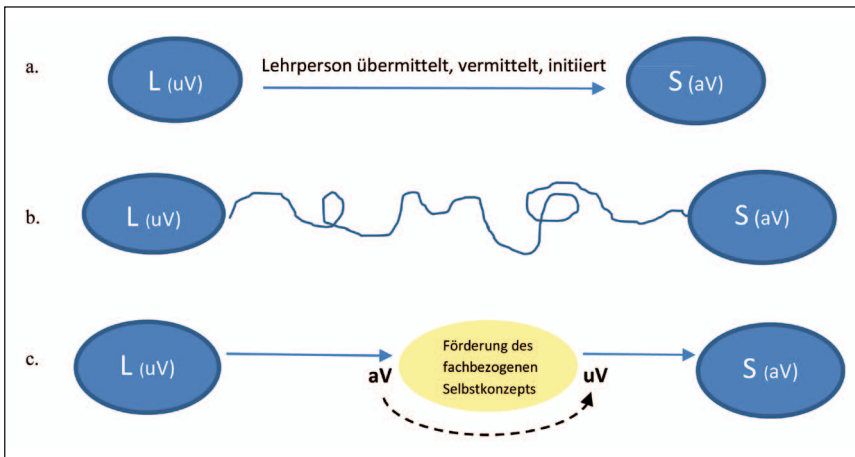 a. L (uV) Lehrperson übermittelt, vermittelt, initiiert S (aV)
b. L (uV) S (aV)
c. L (uV) S (aV)
Förderung des
fachbezogenen
Selbstkonzepts
aV uV